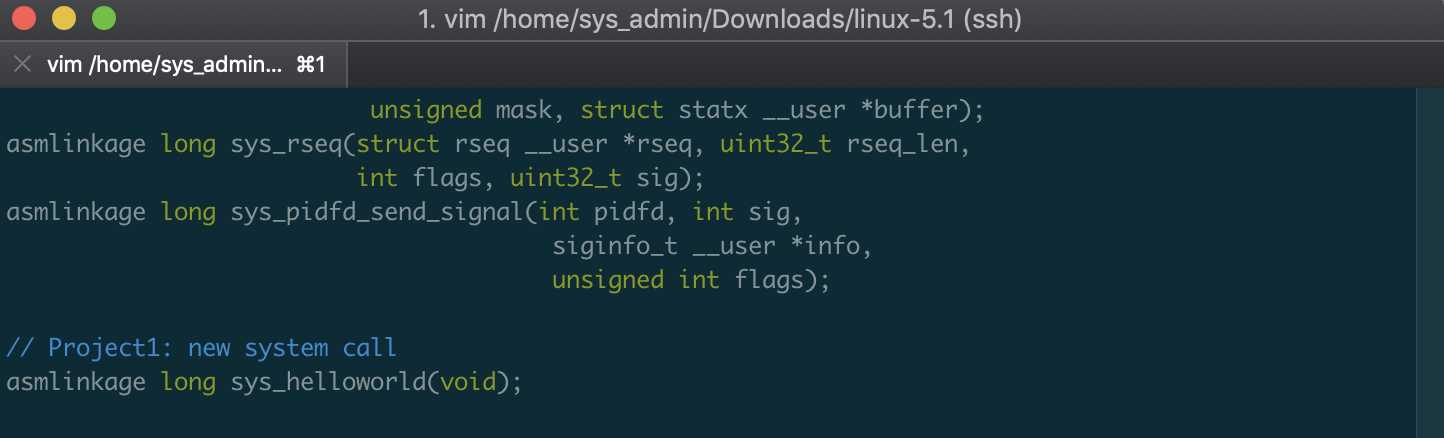 1. vim /home/sys_admin/Downloads/linux-5.1 (ssh)
vim /home/sys_admin... ⌘1
unsigned mask, struct statx __user *buffer);
asmlinkage long sys_rseq(struct rseq __user *rseq, uint32_t rseq_len,
int flags, uint32_t sig);
asmlinkage long sys_pidfd_send_signal(int pidfd, int sig,
siginfo_t __user *info,
unsigned int flags);
// Project1: new system call
asmlinkage long sys_helloworld(void);